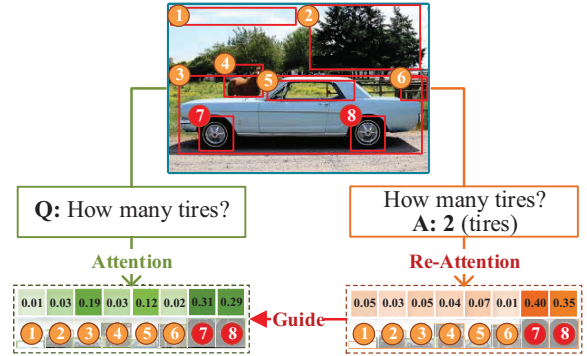 1 2
3 4 5 6
7 8
Q: How many tires?
How many tires?
A: 2 (tires)
Attention
Re-Attention
0.01 0.03 0.19 0.03 0.12 0.02 0.31 0.29
0.05 0.03 0.05 0.04 0.07 0.01 0.40 0.35
Guide
1 2 3 4 5 6 7 8
1 2 3 4 5 6 7 8